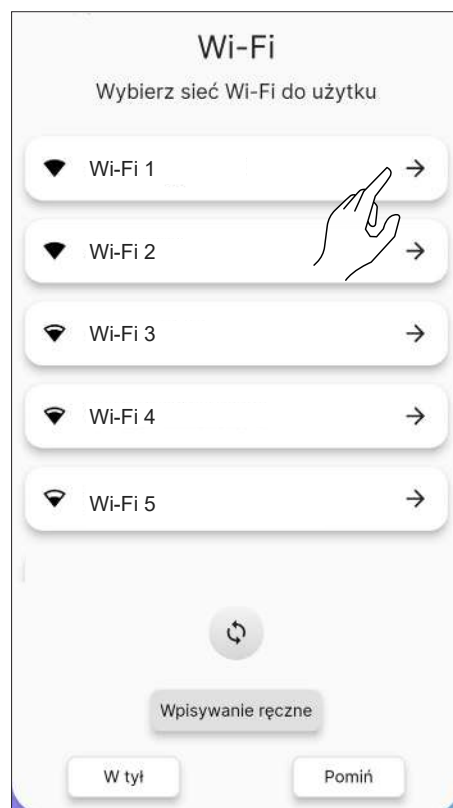 Wi-Fi
Wybierz sieć Wi-Fi do użytku
Wi-Fi 1
Wi-Fi 2
Wi-Fi 3
Wi-Fi 4
Wi-Fi 5
Wpisywanie ręczne
W tył
Pomiń